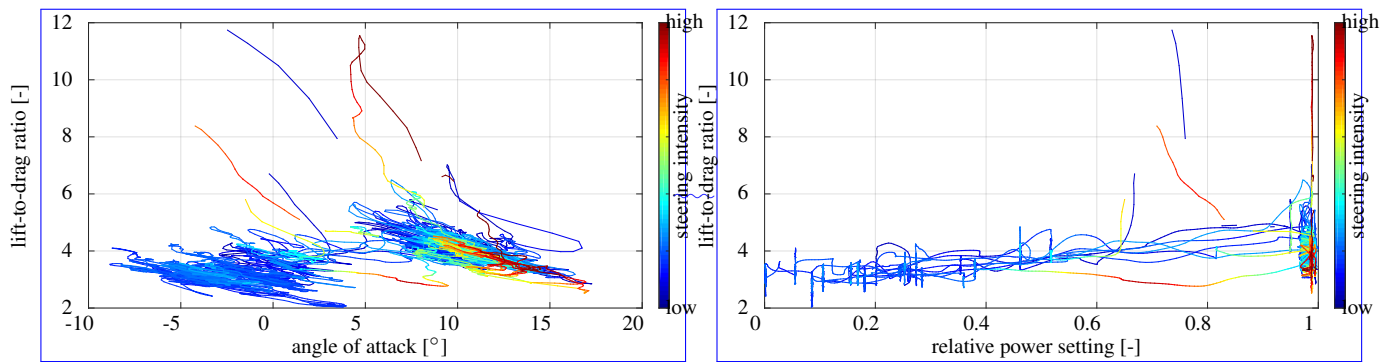 12
10
8
6
4
2
-10
-5
0
5
10
15
20
angle of attack [°]
lift-to-drag ratio [-]
high
steering intensity
low
12
10
8
6
4
2
0
0.2
0.4
0.6
0.8
1
relative power setting [-]
lift-to-drag ratio [-]
high
steering intensity
low